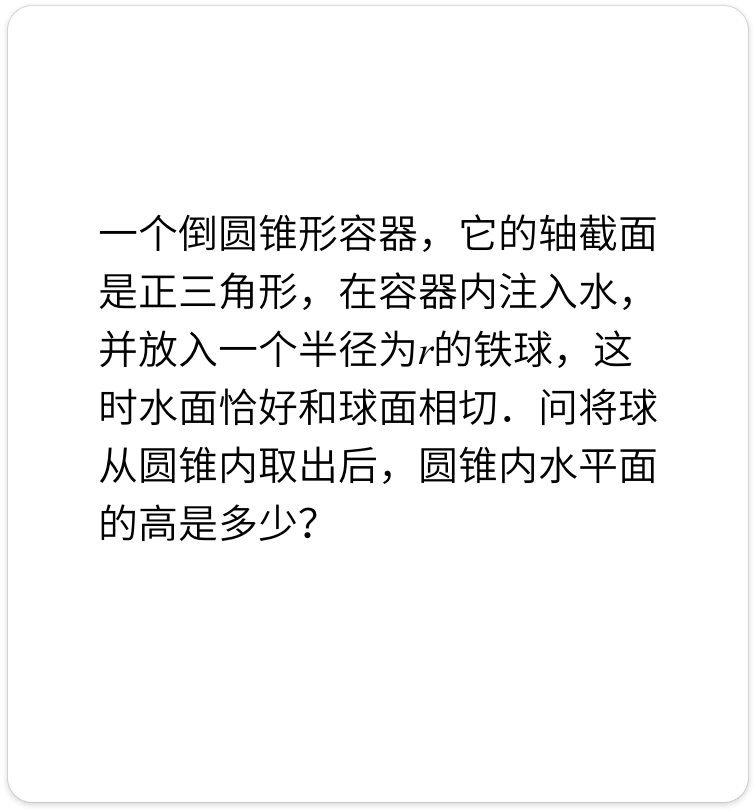 一个倒圆锥形容器，它的轴截面
是正三角形，在容器内注入水，
并放入一个半径为r的铁球，这
时水面恰好和球面相切．问将球
从圆锥内取出后，圆锥内水平面
的高是多少？